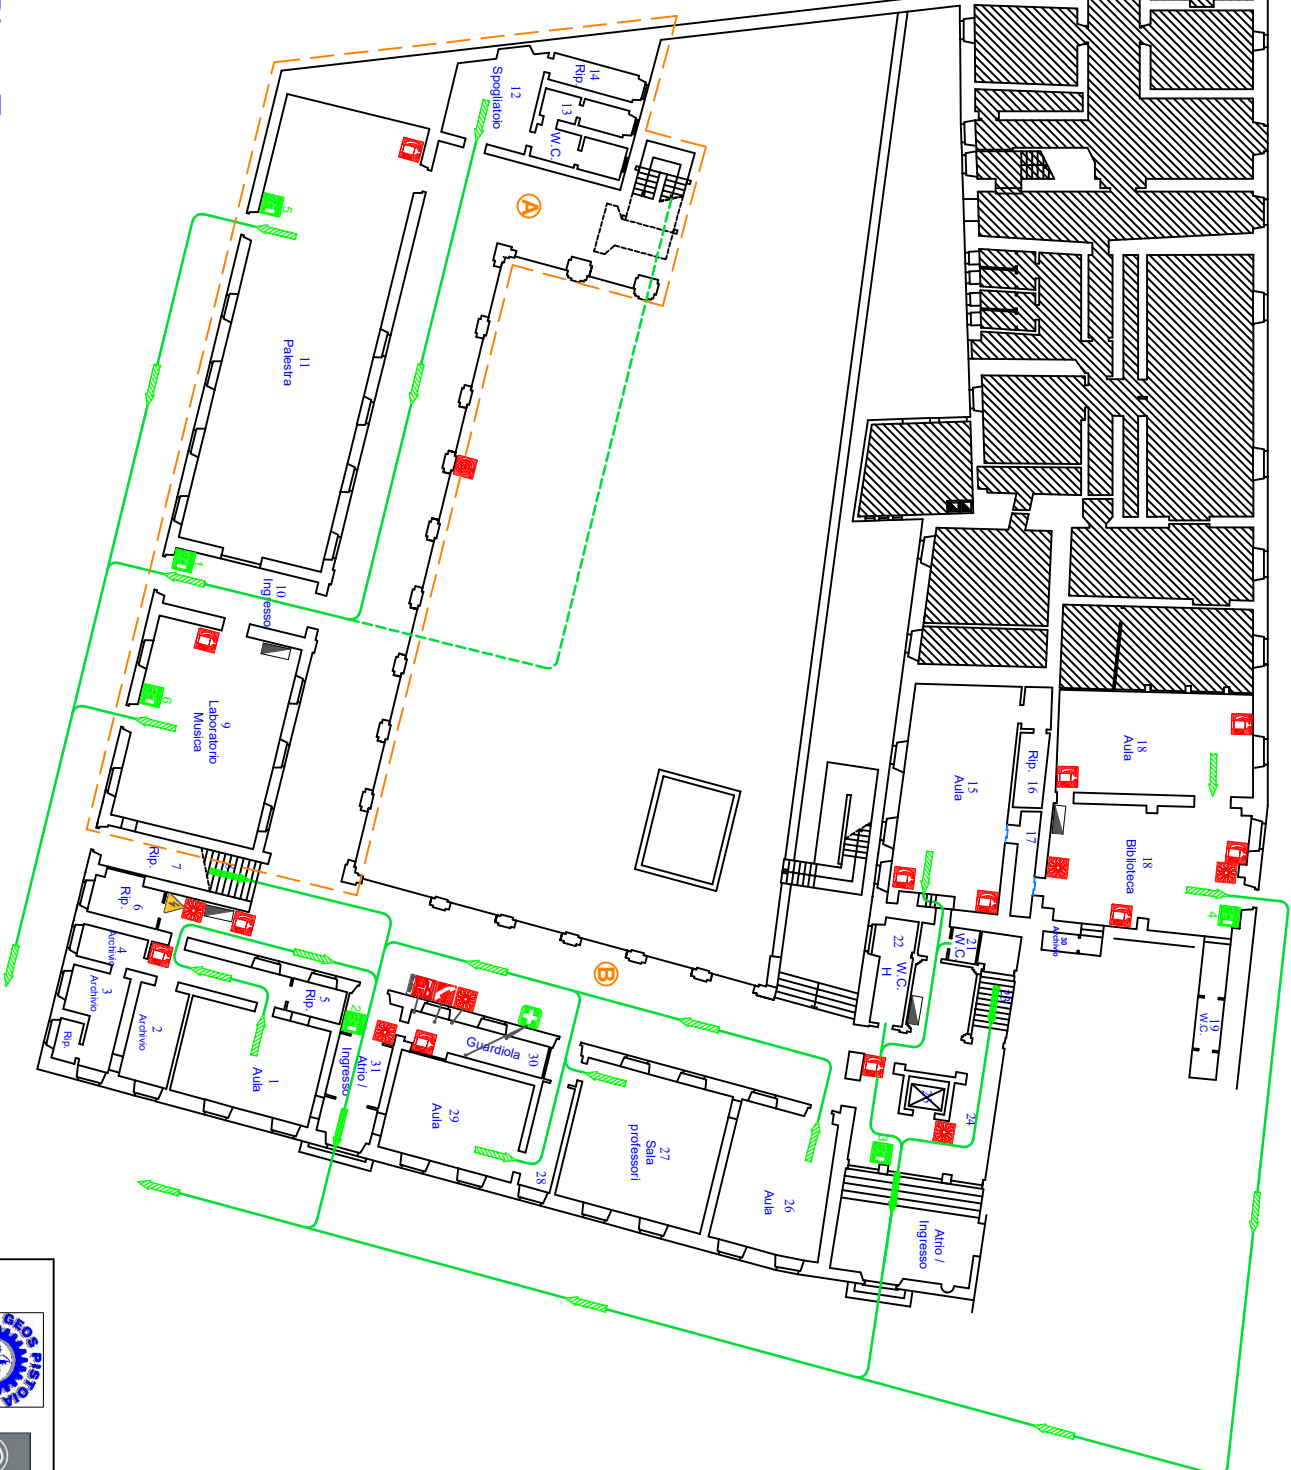 14
Rip.
12
Spogliatoio
13
W.C.
A
5
11
Palestra
1
10
Ingresso
6
9
Laboratorio
Musica
7
Rip.
6
Rip.
4
Archivio
3
Archivio
Rip.
2
Archivio
1
Aula
5
Rip.
2
31
Atrio /
Ingresso
30
Guardiola
29
Aula
28
27
Sala
professori
26
Aula
B
18
Aula
Rip. 16
15
Aula
17
18
Biblioteca
4
30
Archivio
19
W.C.
21
W.C.
22
W.C.
H
24
3
Atrio /
Ingresso
GEOS PISTOIA